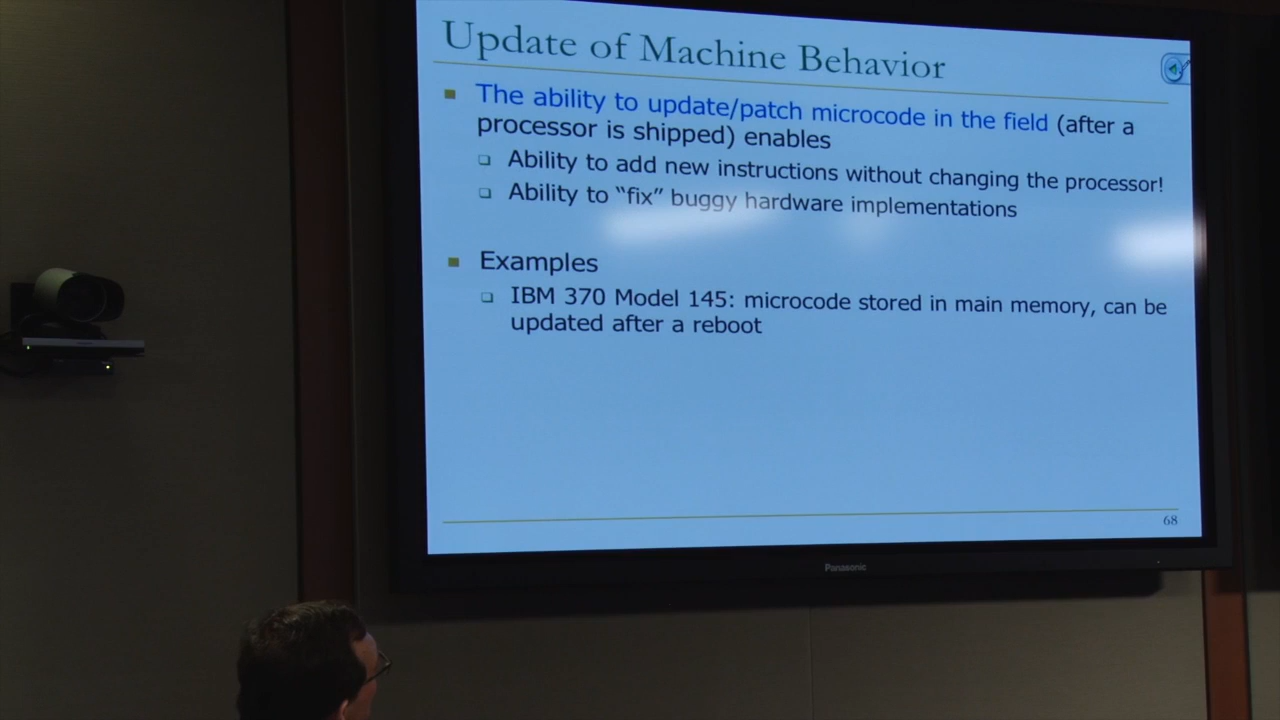 Update of Machine Behavior
The ability to update/patch microcode in the field (after a
processor is shipped) enables
Ability to add new instructions without changing the processor!
Ability to “fix” buggy hardware implementations
Examples
IBM 370 Model 145: microcode stored in main memory, can be
updated after a reboot
68
Panasonic